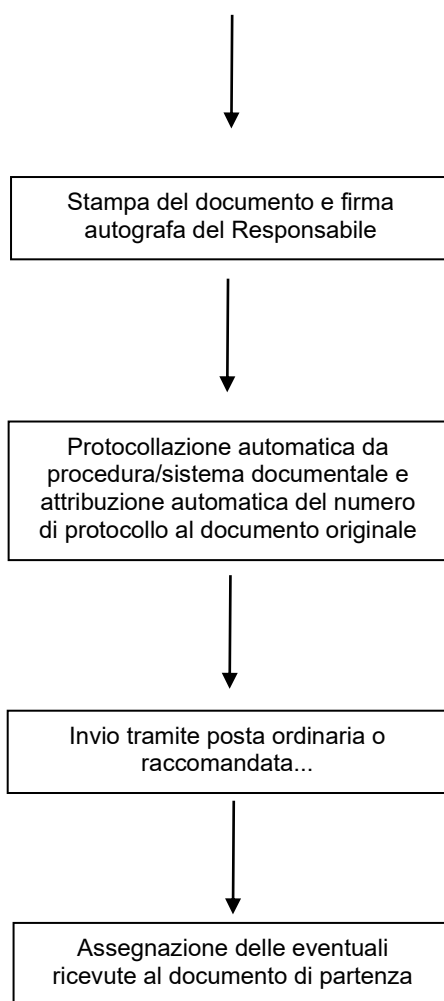 Stampa del documento e firma
autografa del Responsabile
Protocollazione automatica da
procedura/sistema documentale e
attribuzione automatica del numero
di protocollo al documento originale
Invio tramite posta ordinaria o
raccomandata...
Assegnazione delle eventuali
ricevute al documento di partenza